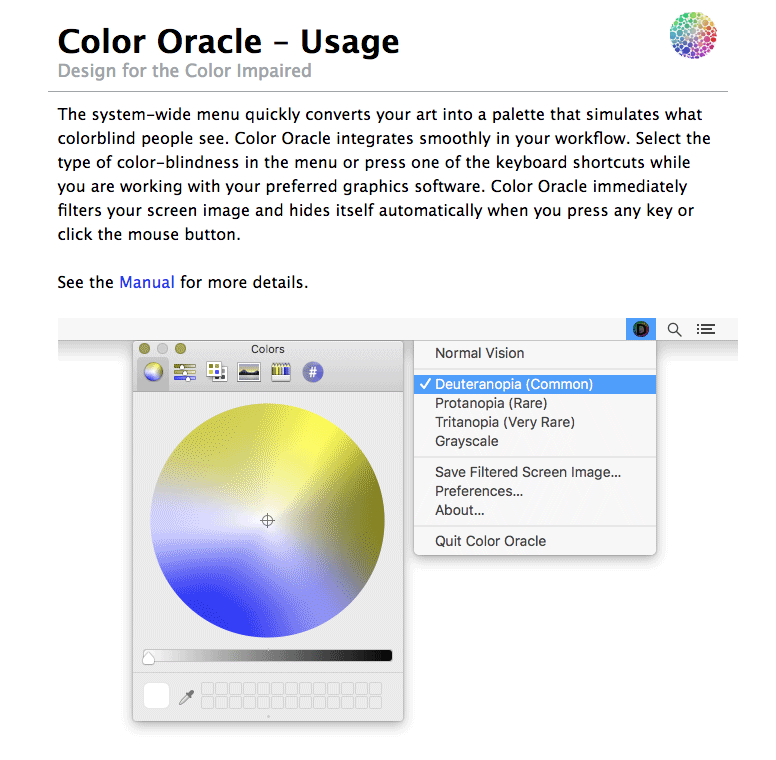 Color Oracle – Usage
Design for the Color Impaired
The system-wide menu quickly converts your art into a palette that simulates what
colorblind people see. Color Oracle integrates smoothly in your workflow. Select the
type of color-blindness in the menu or press one of the keyboard shortcuts while
you are working with your preferred graphics software. Color Oracle immediately
filters your screen image and hides itself automatically when you press any key or
click the mouse button.
See the Manual for more details.
D
Colors
#
Normal Vision
✓ Deuteranopia (Common)
Protanopia (Rare)
Tritanopia (Very Rare)
Grayscale
Save Filtered Screen Image...
Preferences...
About...
Quit Color Oracle